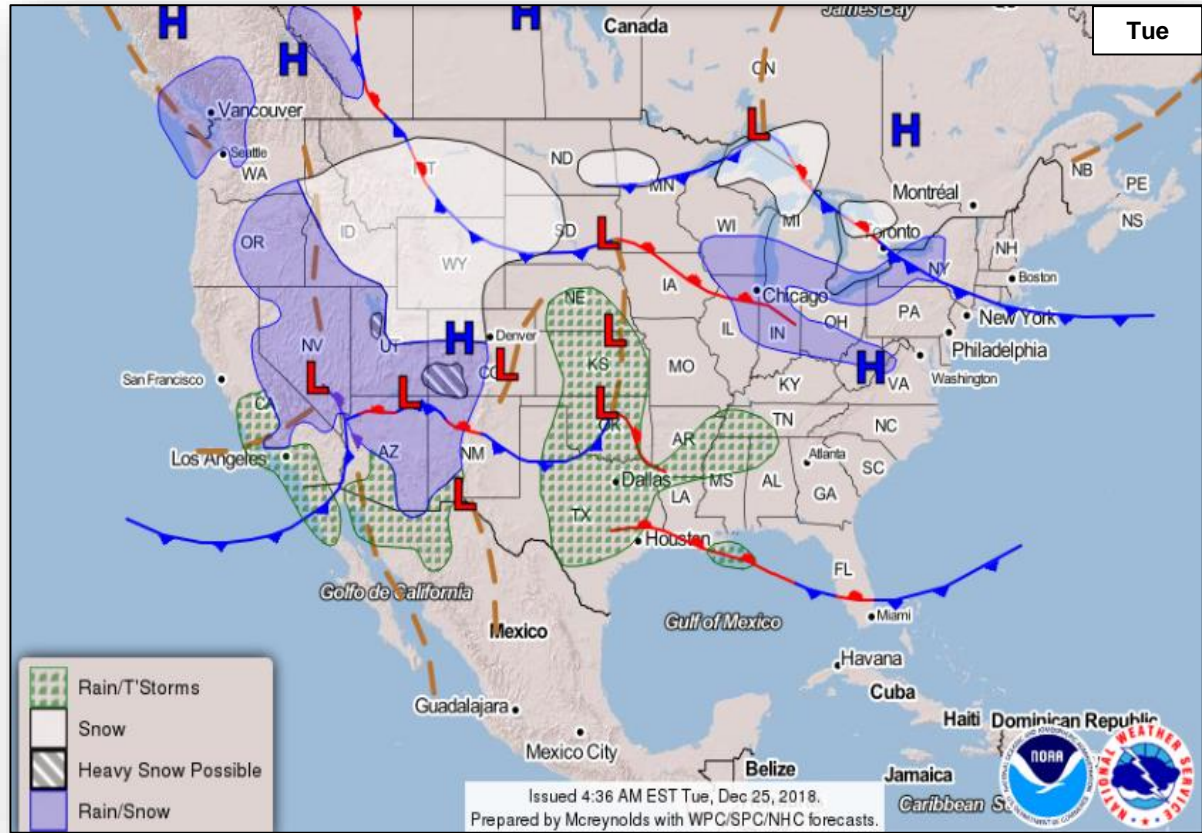 James Bay
Canada
Tue
H
H
H
ON
Vancouver
L
H
Seattle
WA
MT
ND
MN
Montréal
NB
PE
NS
OR
ID
SD
L
WI
MI
Toronto
NY
NH
Boston
WY
IA
Chicago
NE
New York
PA
OH
IL
IN
NV
UT
H
Denver
L
KS
MO
Philadelphia
San Francisco
L
L
CO
L
KY
H
VA
Washington
CA
L
OK
TN
NC
Los Angeles
AZ
NM
AR
Atlanta
SC
Dallas
MS
AL
GA
LA
L
TX
Houston
FL
Golfo de California
Gulf of Mexico
Miami
Mexico
Havana
Cuba
Guadalajara
Haiti
Dominican Republic
Mexico City
Belize
Jamaica
Caribbean
Rain/T'Storms
Snow
Heavy Snow Possible
Rain/Snow
Issued 4:36 AM EST Tue, Dec 25, 2018.
Prepared by Mcreynolds with WPC/SPC/NHC forecasts.
NOAA
NATIONAL WEATHER SERVICE